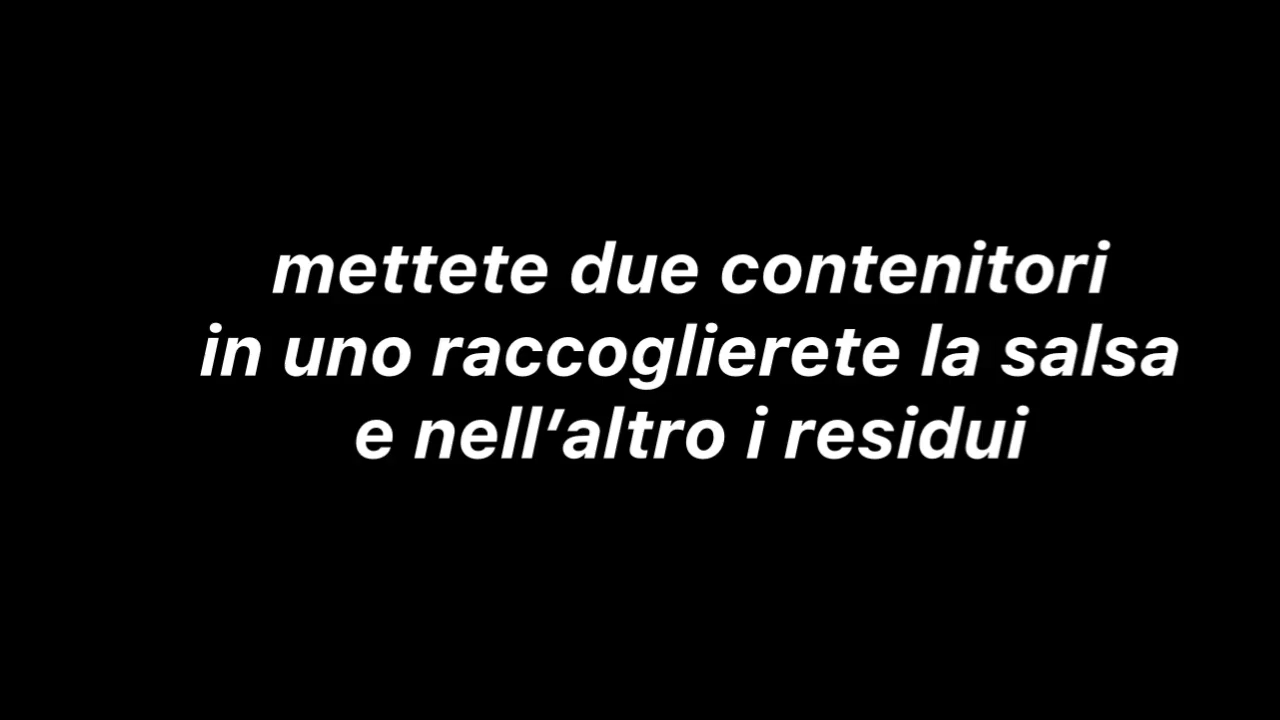 mettete due contenitori
in uno raccoglierete la salsa
e nell’altro i residui